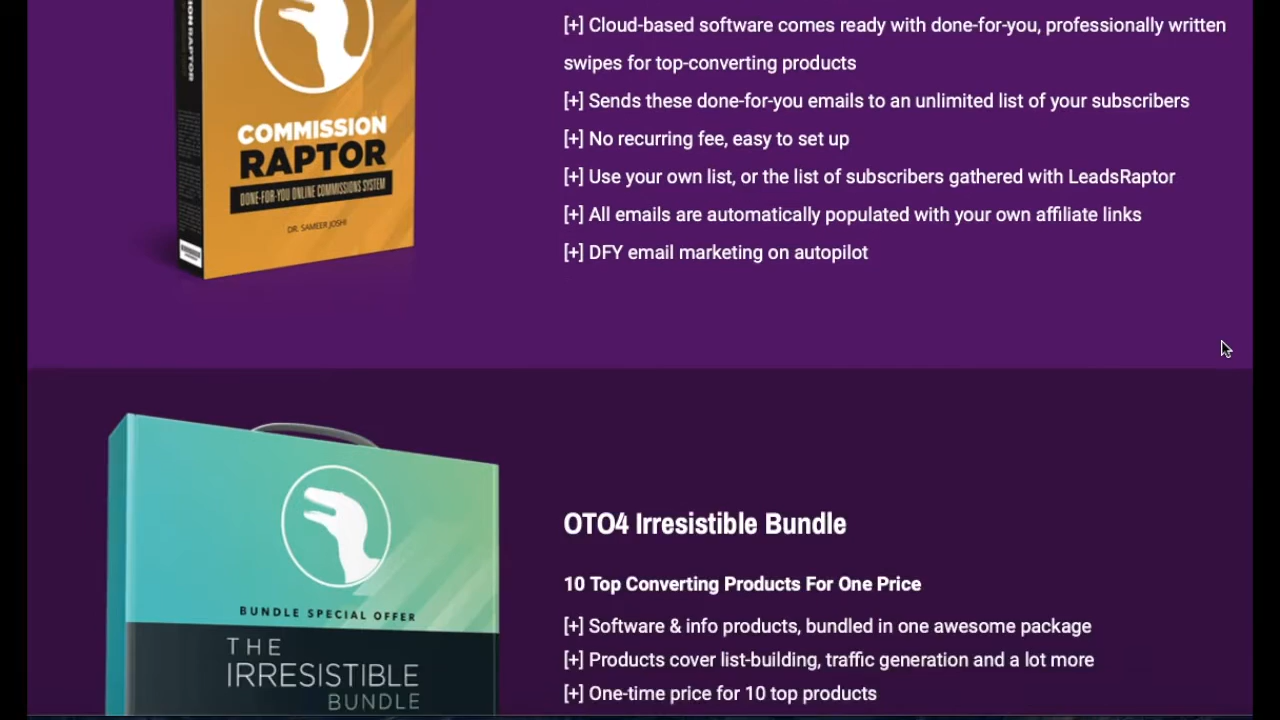 [+] Cloud-based software comes ready with done-for-you, professionally written
swipes for top-converting products
[+] Sends these done-for-you emails to an unlimited list of your subscribers
[+] No recurring fee, easy to set up
[+] Use your own list, or the list of subscribers gathered with LeadsRaptor
[+] All emails are automatically populated with your own affiliate links
[+] DFY email marketing on autopilot
COMMISSION
RAPTOR
DONE-FOR-YOU ONLINE COMMISSIONS SYSTEM
DR. SAMEER JOSHI
OTO4 Irresistible Bundle
10 Top Converting Products For One Price
[+] Software & info products, bundled in one awesome package
[+] Products cover list-building, traffic generation and a lot more
[+] One-time price for 10 top products
BUNDLE SPECIAL OFFER
THE
IRRESISTIBLE
BUNDLE